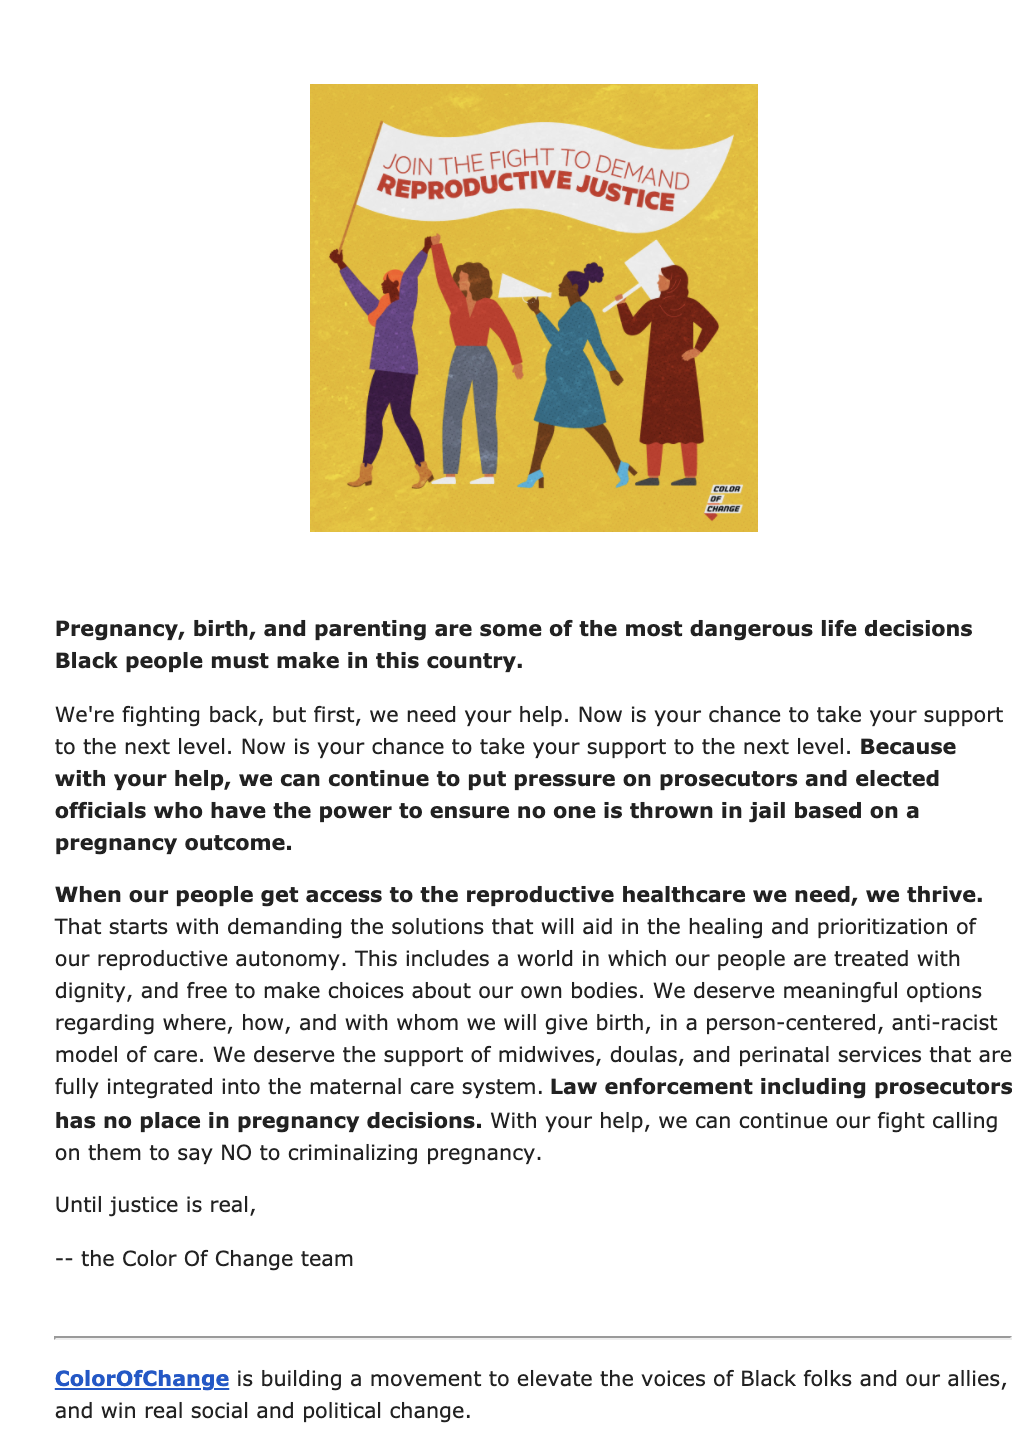 JOIN THE FIGHT TO DEMAND
REPRODUCTIVE JUSTICE
COLOR
OF
CHANGE
Pregnancy, birth, and parenting are some of the most dangerous life decisions
Black people must make in this country.
We're fighting back, but first, we need your help. Now is your chance to take your support
to the next level. Now is your chance to take your support to the next level. Because
with your help, we can continue to put pressure on prosecutors and elected
officials who have the power to ensure no one is thrown in jail based on a
pregnancy outcome.
When our people get access to the reproductive healthcare we need, we thrive.
That starts with demanding the solutions that will aid in the healing and prioritization of
our reproductive autonomy. This includes a world in which our people are treated with
dignity, and free to make choices about our own bodies. We deserve meaningful options
regarding where, how, and with whom we will give birth, in a person-centered, anti-racist
model of care. We deserve the support of midwives, doulas, and perinatal services that are
fully integrated into the maternal care system. Law enforcement including prosecutors
has no place in pregnancy decisions. With your help, we can continue our fight calling
on them to say NO to criminalizing pregnancy.
Until justice is real,
-- the Color Of Change team
ColorOfChange is building a movement to elevate the voices of Black folks and our allies,
and win real social and political change.